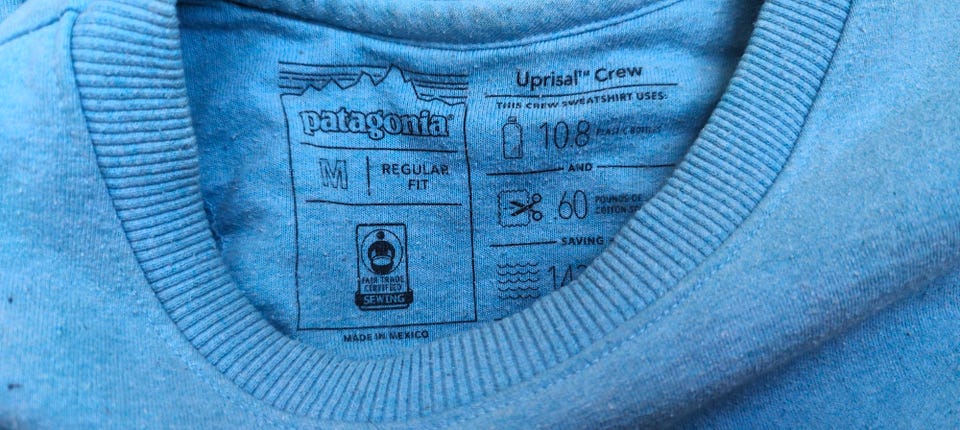 patagonia®
M
REGULAR
FIT
FAIR TRADE
CERTIFIED
SEWING
MADE IN MEXICO
Uprisal™ Crew
THIS CREW SWEATSHIRT USES:
10.8 PLASTIC BOTTLES
AND
.60 POUNDS OF
COTTON
SAVING